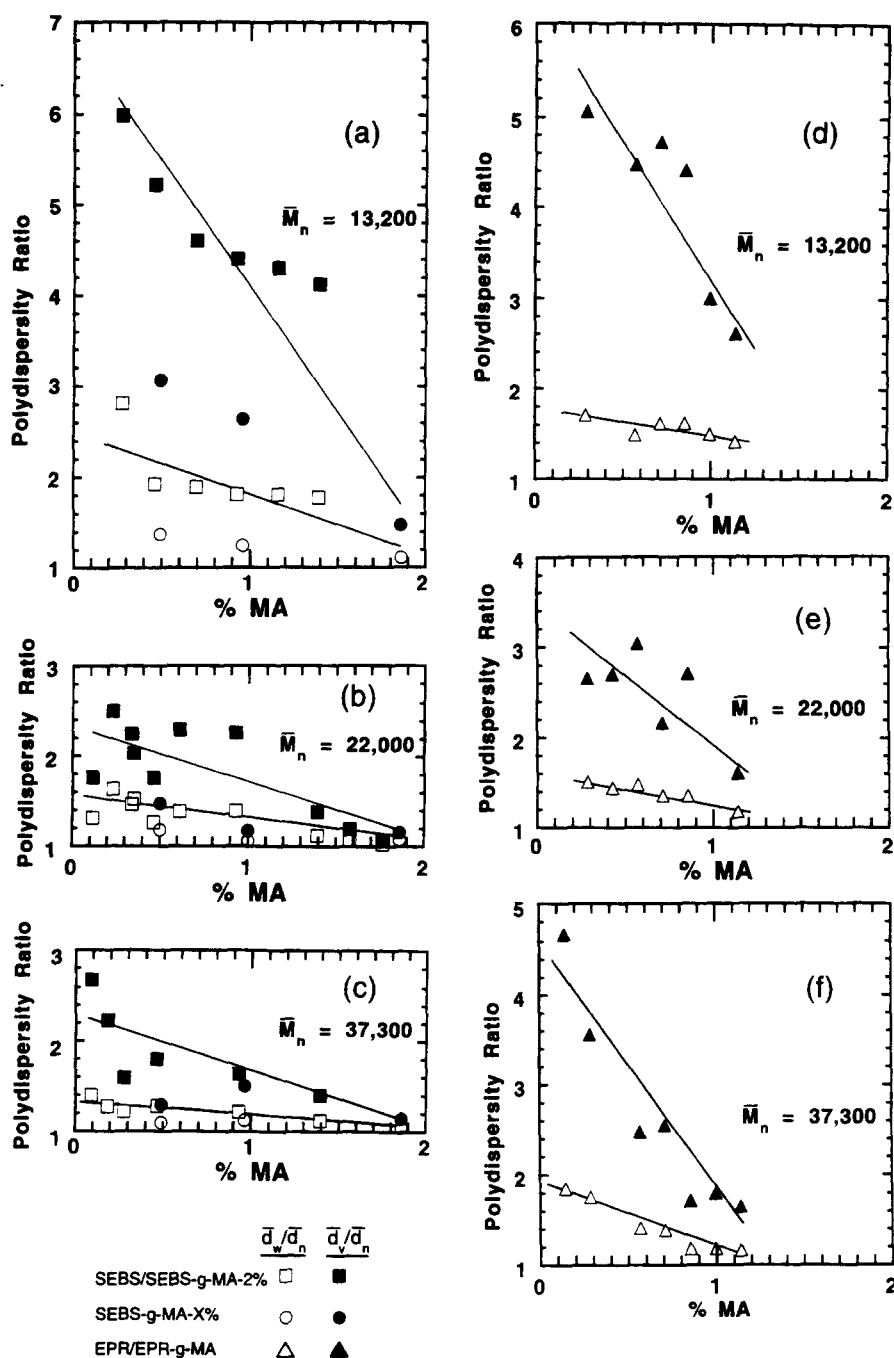 7
6
5
4
3
2
1
0
1
2
Polydispersity Ratio
% MA
(a)
M̄n = 13,200
3
2
1
0
1
2
Polydispersity Ratio
% MA
(b)
M̄n = 22,000
3
2
1
0
1
2
Polydispersity Ratio
% MA
(c)
M̄n = 37,300
d̄w/d̄n d̄v/d̄n
SEBS/SEBS-g-MA-2% □ ■
SEBS-g-MA-X% ○ ●
EPR/EPR-g-MA △ ▲
6
5
4
3
2
1
0
1
2
Polydispersity Ratio
% MA
(d)
M̄n = 13,200
4
3
2
1
0
1
2
Polydispersity Ratio
% MA
(e)
M̄n = 22,000
5
4
3
2
1
0
1
2
Polydispersity Ratio
% MA
(f)
M̄n = 37,300